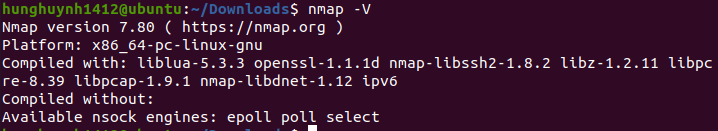 hunghuynh1412@ubuntu:~/Downloads$ nmap -V
Nmap version 7.80 ( https://nmap.org )
Platform: x86_64-pc-linux-gnu
Compiled with: liblua-5.3.3 openssl-1.1.1d nmap-libssh2-1.8.2 libz-1.2.11 libpc
re-8.39 libpcap-1.9.1 nmap-libdnet-1.12 ipv6
Compiled without:
Available nsock engines: epoll poll select